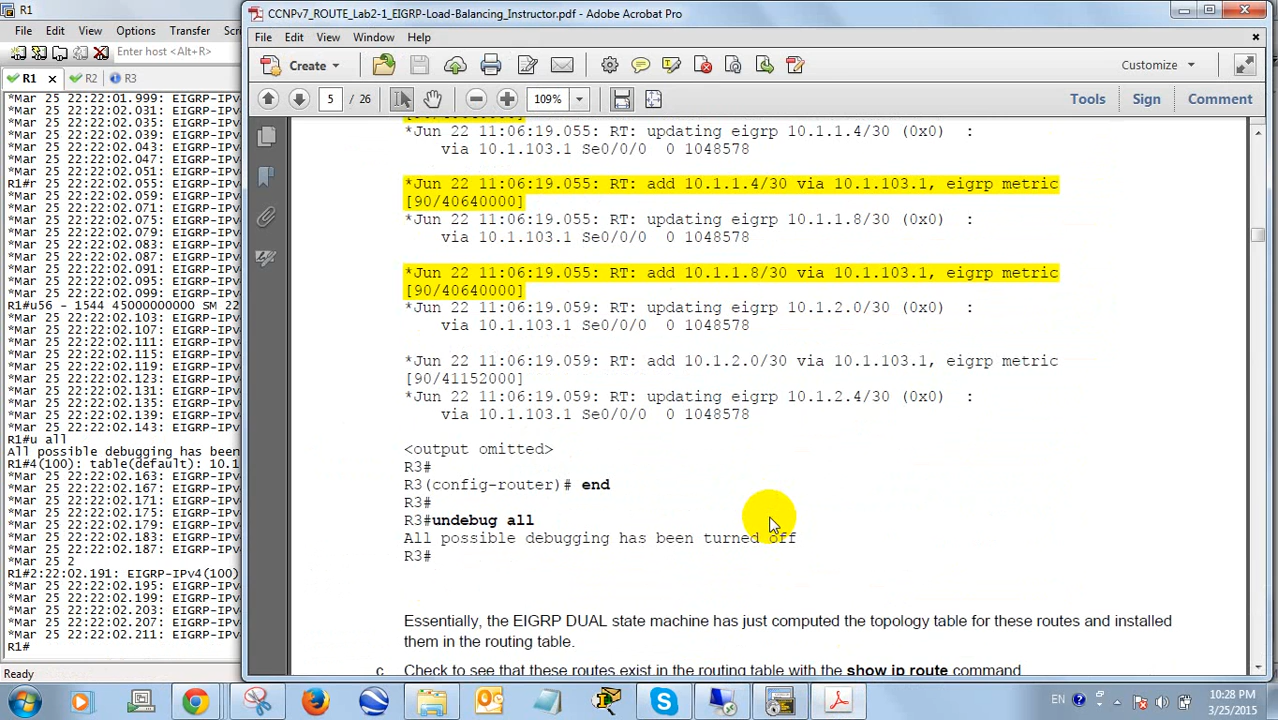 R1
File Edit View Options Transfer Scr
Enter host <Alt+R>
R1 R2 R3
*Mar 25 22:22:01.999: EIGRP-IPv
*Mar 25 22:22:02.031: EIGRP-IPv
*Mar 25 22:22:02.035: EIGRP-IPv
*Mar 25 22:22:02.039: EIGRP-IPv
*Mar 25 22:22:02.043: EIGRP-IPv
*Mar 25 22:22:02.047: EIGRP-IPv
*Mar 25 22:22:02.051: EIGRP-IPv
R1#r 25 22:22:02.055: EIGRP-IPv
*Mar 25 22:22:02.071: EIGRP-IPv
*Mar 25 22:22:02.075: EIGRP-IPv
*Mar 25 22:22:02.079: EIGRP-IPv
*Mar 25 22:22:02.087: EIGRP-IPv
*Mar 25 22:22:02.091: EIGRP-IPv
*Mar 25 22:22:02.095: EIGRP-IPv
*Mar 25 22:22:02.099: EIGRP-IPv
R1#u56 - 1544 45000000000 SM 22
*Mar 25 22:22:02.103: EIGRP-IPv
*Mar 25 22:22:02.107: EIGRP-IPv
*Mar 25 22:22:02.111: EIGRP-IPv
*Mar 25 22:22:02.115: EIGRP-IPv
*Mar 25 22:22:02.119: EIGRP-IPv
*Mar 25 22:22:02.123: EIGRP-IPv
*Mar 25 22:22:02.131: EIGRP-IPv
*Mar 25 22:22:02.135: EIGRP-IPv
*Mar 25 22:22:02.139: EIGRP-IPv
*Mar 25 22:22:02.143: EIGRP-IPv
R1#u all
All possible debugging has been
R1#4(100): table(default): 10.1
*Mar 25 22:22:02.163: EIGRP-IPv
*Mar 25 22:22:02.167: EIGRP-IPv
*Mar 25 22:22:02.171: EIGRP-IPv
*Mar 25 22:22:02.175: EIGRP-IPv
*Mar 25 22:22:02.183: EIGRP-IPv
*Mar 25 22:22:02.187: EIGRP-IPv
*Mar 25 2
R1#2:22:02.191: EIGRP-IPv4(100)
*Mar 25 22:22:02.195: EIGRP-IPv
*Mar 25 22:22:02.199: EIGRP-IPv
*Mar 25 22:22:02.203: EIGRP-IPv
*Mar 25 22:22:02.207: EIGRP-IPv
*Mar 25 22:22:02.211: EIGRP-IPv
R1#
Ready
CCNPv7_ROUTE_Lab2-1_EIGRP-Load-Balancing_Instructor.pdf - Adobe Acrobat Pro
File Edit View Window Help
Create Customize
5 / 26 109% Tools Sign Comment
*Jun 22 11:06:19.055: RT: updating eigrp 10.1.1.4/30 (0x0) :
via 10.1.103.1 Se0/0/0 0 1048578
*Jun 22 11:06:19.055: RT: add 10.1.1.4/30 via 10.1.103.1, eigrp metric
[90/40640000]
*Jun 22 11:06:19.055: RT: updating eigrp 10.1.1.8/30 (0x0) :
via 10.1.103.1 Se0/0/0 0 1048578
*Jun 22 11:06:19.055: RT: add 10.1.1.8/30 via 10.1.103.1, eigrp metric
[90/40640000]
*Jun 22 11:06:19.059: RT: updating eigrp 10.1.2.0/30 (0x0) :
via 10.1.103.1 Se0/0/0 0 1048578
*Jun 22 11:06:19.059: RT: add 10.1.2.0/30 via 10.1.103.1, eigrp metric
[90/41152000]
*Jun 22 11:06:19.059: RT: updating eigrp 10.1.2.4/30 (0x0) :
via 10.1.103.1 Se0/0/0 0 1048578
<output omitted>
R3#
R3(config-router)# end
R3#
R3#undebug all
All possible debugging has been turned off
R3#
Essentially, the EIGRP DUAL state machine has just computed the topology table for these routes and installed
them in the routing table.
c. Check to see that these routes exist in the routing table with the show ip route command
EN
10:28 PM
3/25/2015